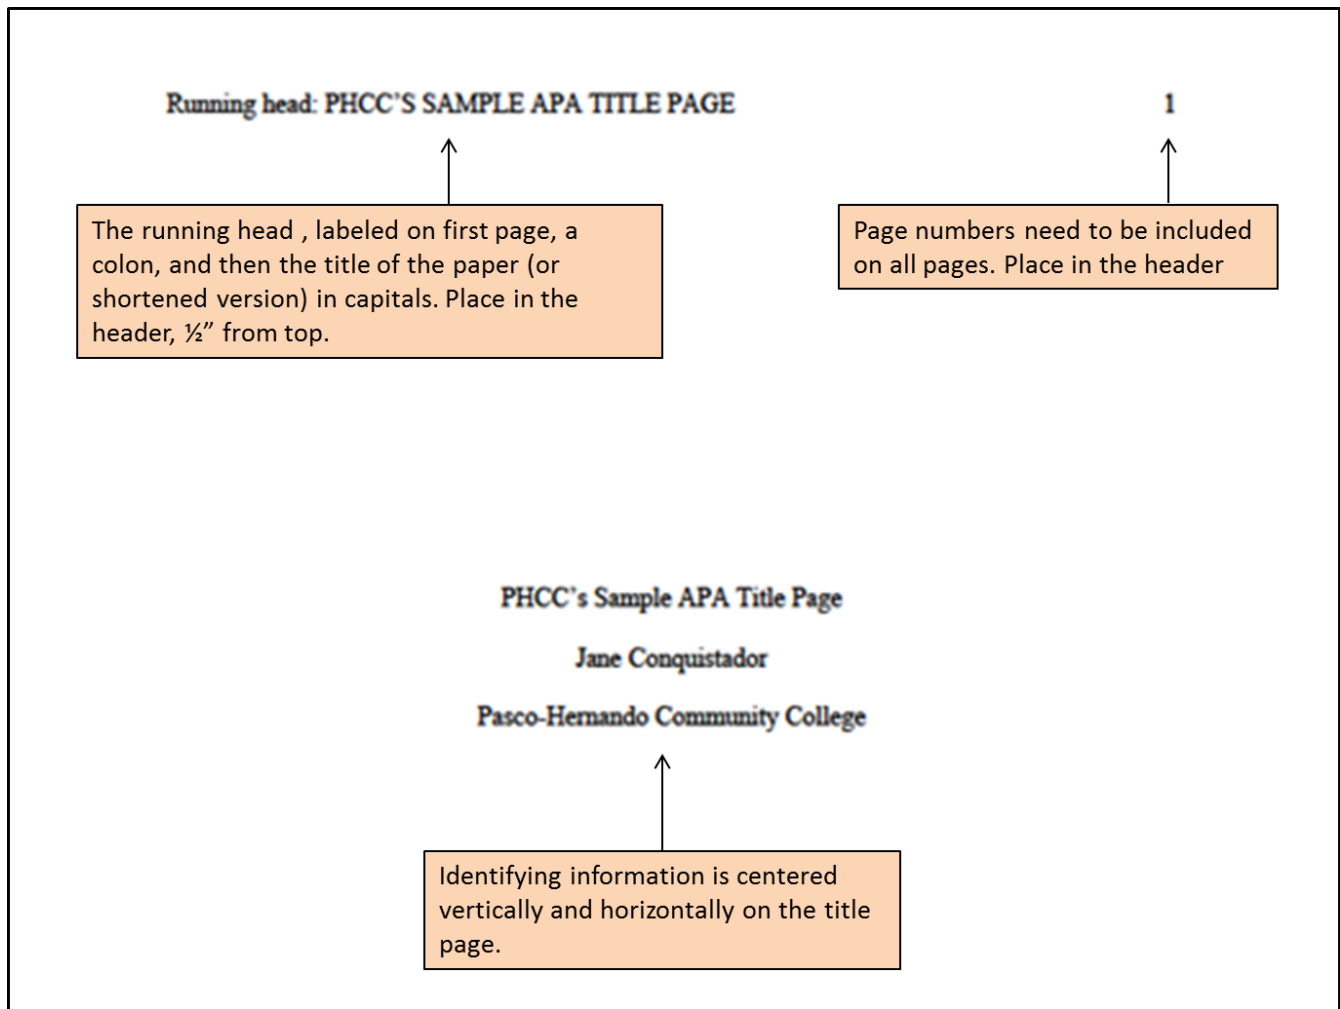 Running head: PHCC'S SAMPLE APA TITLE PAGE 1
The running head , labeled on first page, a
colon, and then the title of the paper (or
shortened version) in capitals. Place in the
header, ½” from top.
Page numbers need to be included
on all pages. Place in the header
PHCC's Sample APA Title Page
Jane Conquistador
Pasco-Hernando Community College
Identifying information is centered
vertically and horizontally on the title
page.